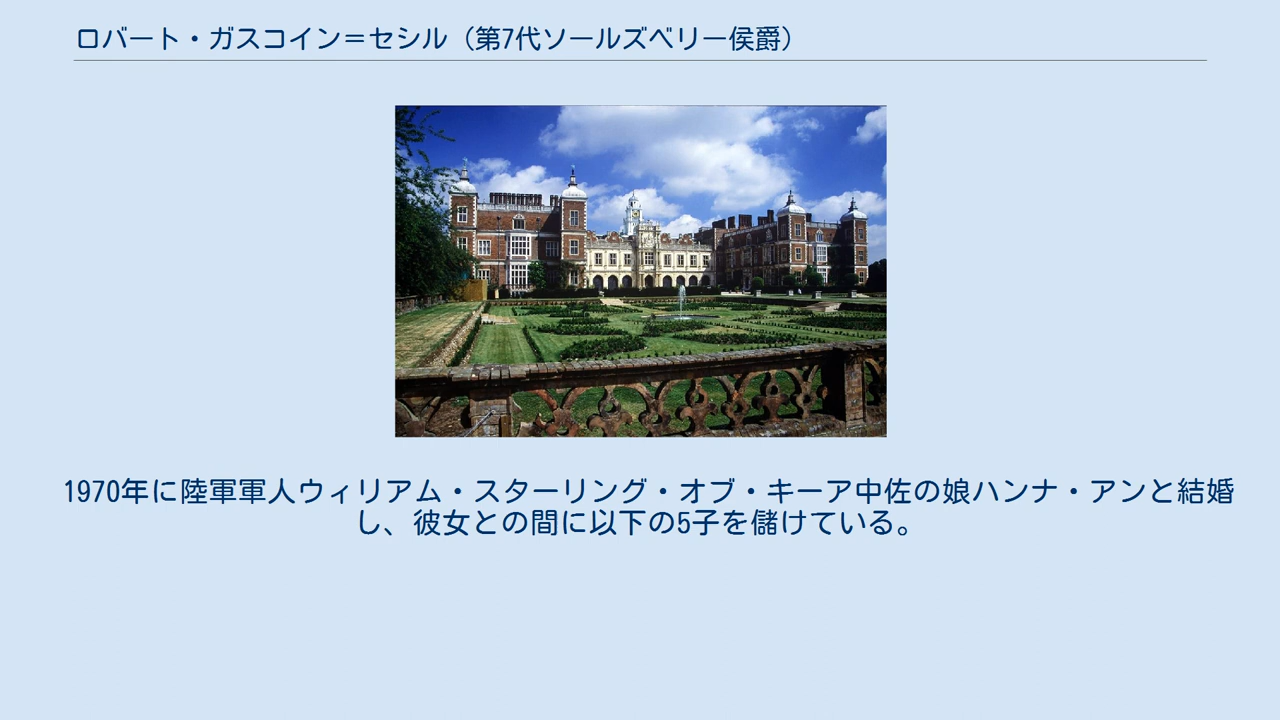 ロバート・ガスコイン＝セシル（第7代ソールズベリー侯爵）
1970年に陸軍軍人ウィリアム・スターリング・オブ・キーア中佐の娘ハンナ・アンと結婚
し、彼女との間に以下の5子を儲けている。